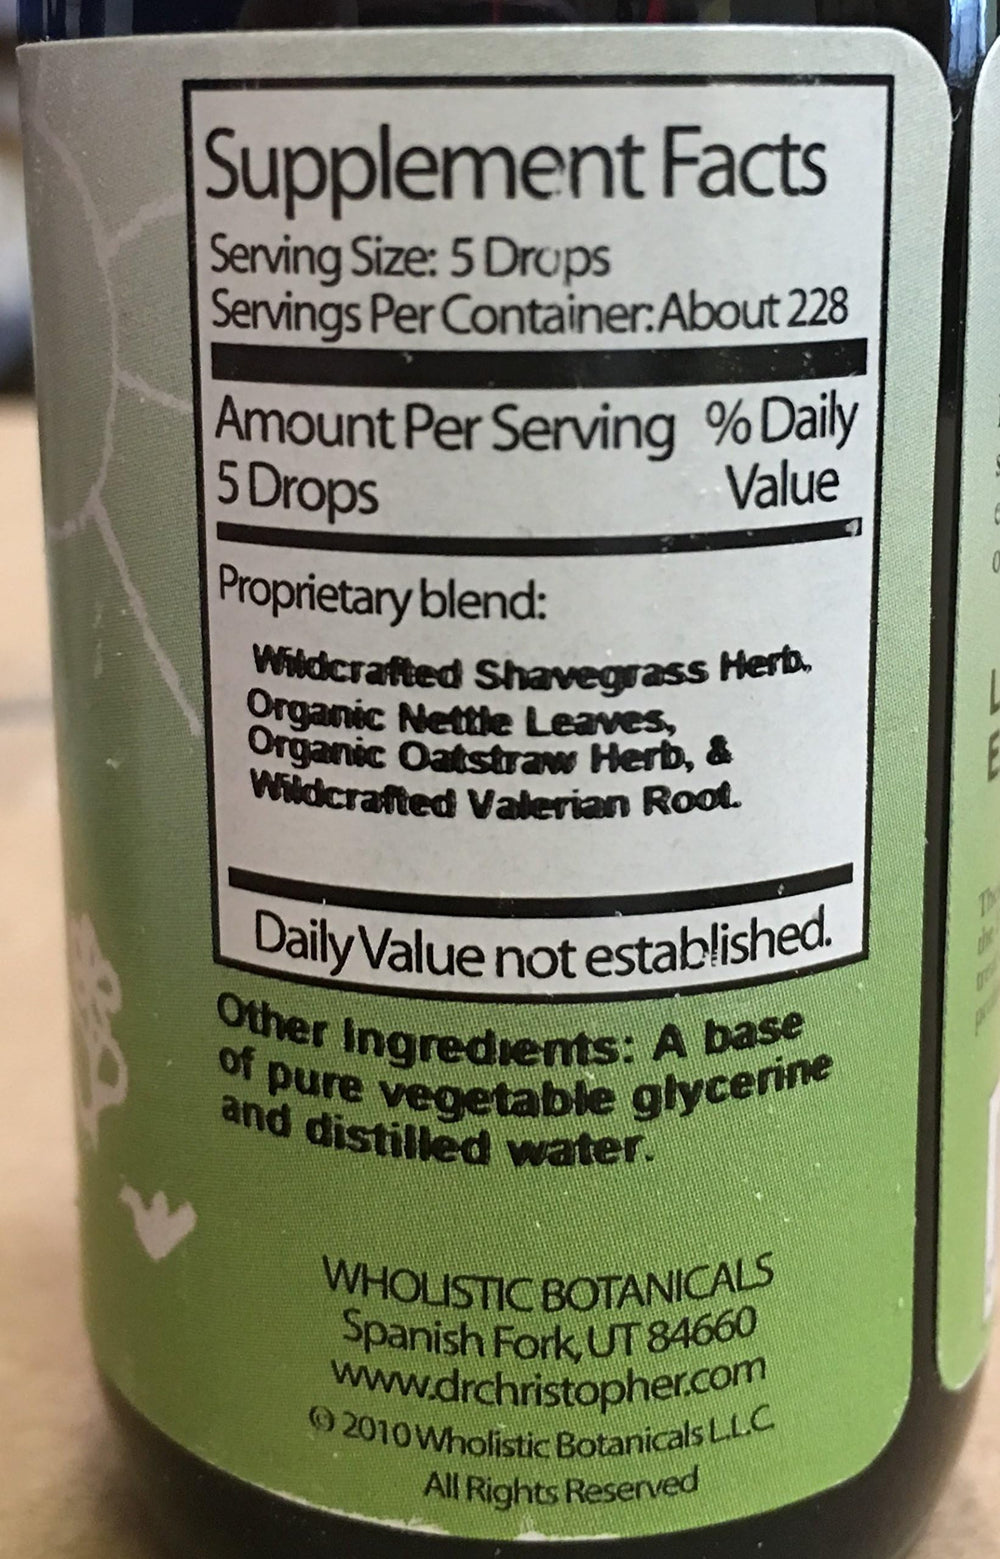 Supplement Facts
Serving Size: 5 Drops
Servings Per Container: About 228
Amount Per Serving % Daily
5 Drops Value
Proprietary blend:
Wildcrafted Shavegrass Herb,
Organic Nettle Leaves,
Organic Oatstraw Herb, &
Wildcrafted Valerian Root.
Daily Value not established.
Other Ingredients: A base
of pure vegetable glycerine
and distilled water.
WHOLISTIC BOTANICALS
Spanish Fork, UT 84660
www.drchristopher.com
© 2010 Wholistic Botanicals L.L.C.
All Rights Reserved